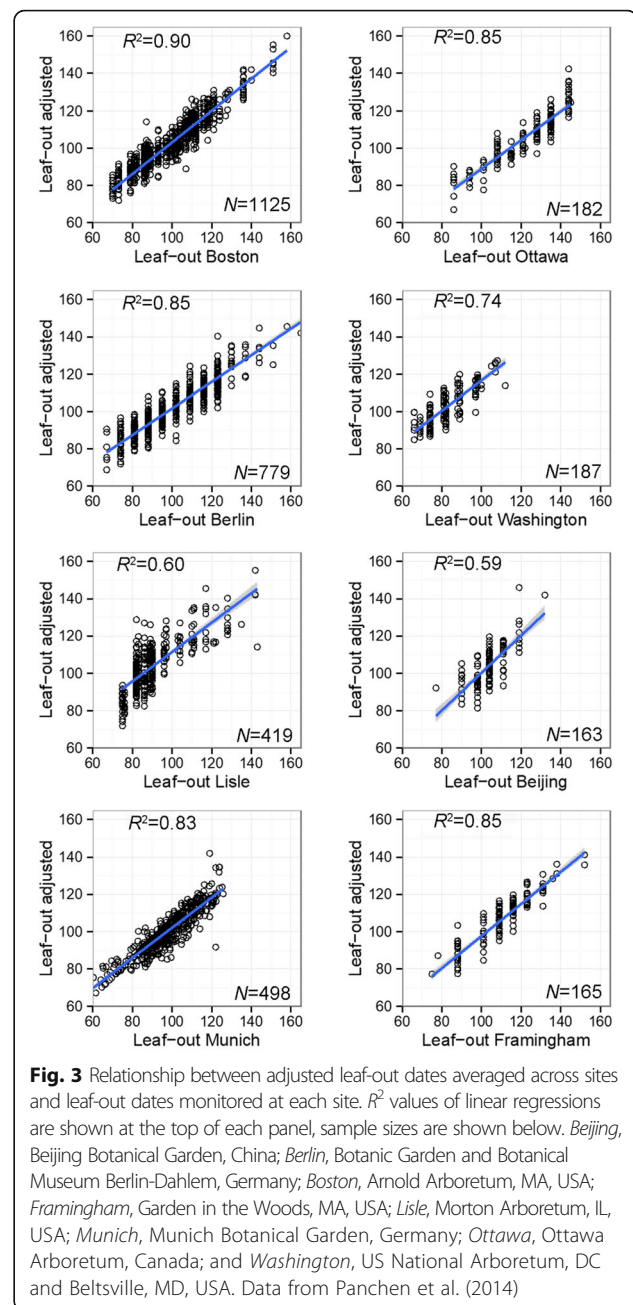 R²=0.90
R²=0.85
Leaf−out adjusted
Leaf−out adjusted
160
140
120
100
80
60
160
140
120
100
80
60
N=1125
N=182
60 80 100 120 140 160
60 80 100 120 140 160
Leaf−out Boston
Leaf−out Ottawa
R²=0.85
R²=0.74
Leaf−out adjusted
Leaf−out adjusted
160
140
120
100
80
60
160
140
120
100
80
60
N=779
N=187
60 80 100 120 140 160
60 80 100 120 140 160
Leaf−out Berlin
Leaf−out Washington
R²=0.60
R²=0.59
Leaf−out adjusted
Leaf−out adjusted
160
140
120
100
80
60
160
140
120
100
80
60
N=419
N=163
60 80 100 120 140 160
60 80 100 120 140 160
Leaf−out Lisle
Leaf−out Beijing
R²=0.83
R²=0.85
Leaf−out adjusted
Leaf−out adjusted
160
140
120
100
80
60
160
140
120
100
80
60
N=498
N=165
60 80 100 120 140 160
60 80 100 120 140 160
Leaf−out Munich
Leaf−out Framingham
Fig. 3 Relationship between adjusted leaf-out dates averaged across sites
and leaf-out dates monitored at each site. R² values of linear regressions
are shown at the top of each panel, sample sizes are shown below. Beijing,
Beijing Botanical Garden, China; Berlin, Botanic Garden and Botanical
Museum Berlin-Dahlem, Germany; Boston, Arnold Arboretum, MA, USA;
Framingham, Garden in the Woods, MA, USA; Lisle, Morton Arboretum, IL,
USA; Munich, Munich Botanical Garden, Germany; Ottawa, Ottawa
Arboretum, Canada; and Washington, US National Arboretum, DC
and Beltsville, MD, USA. Data from Panchen et al. (2014)